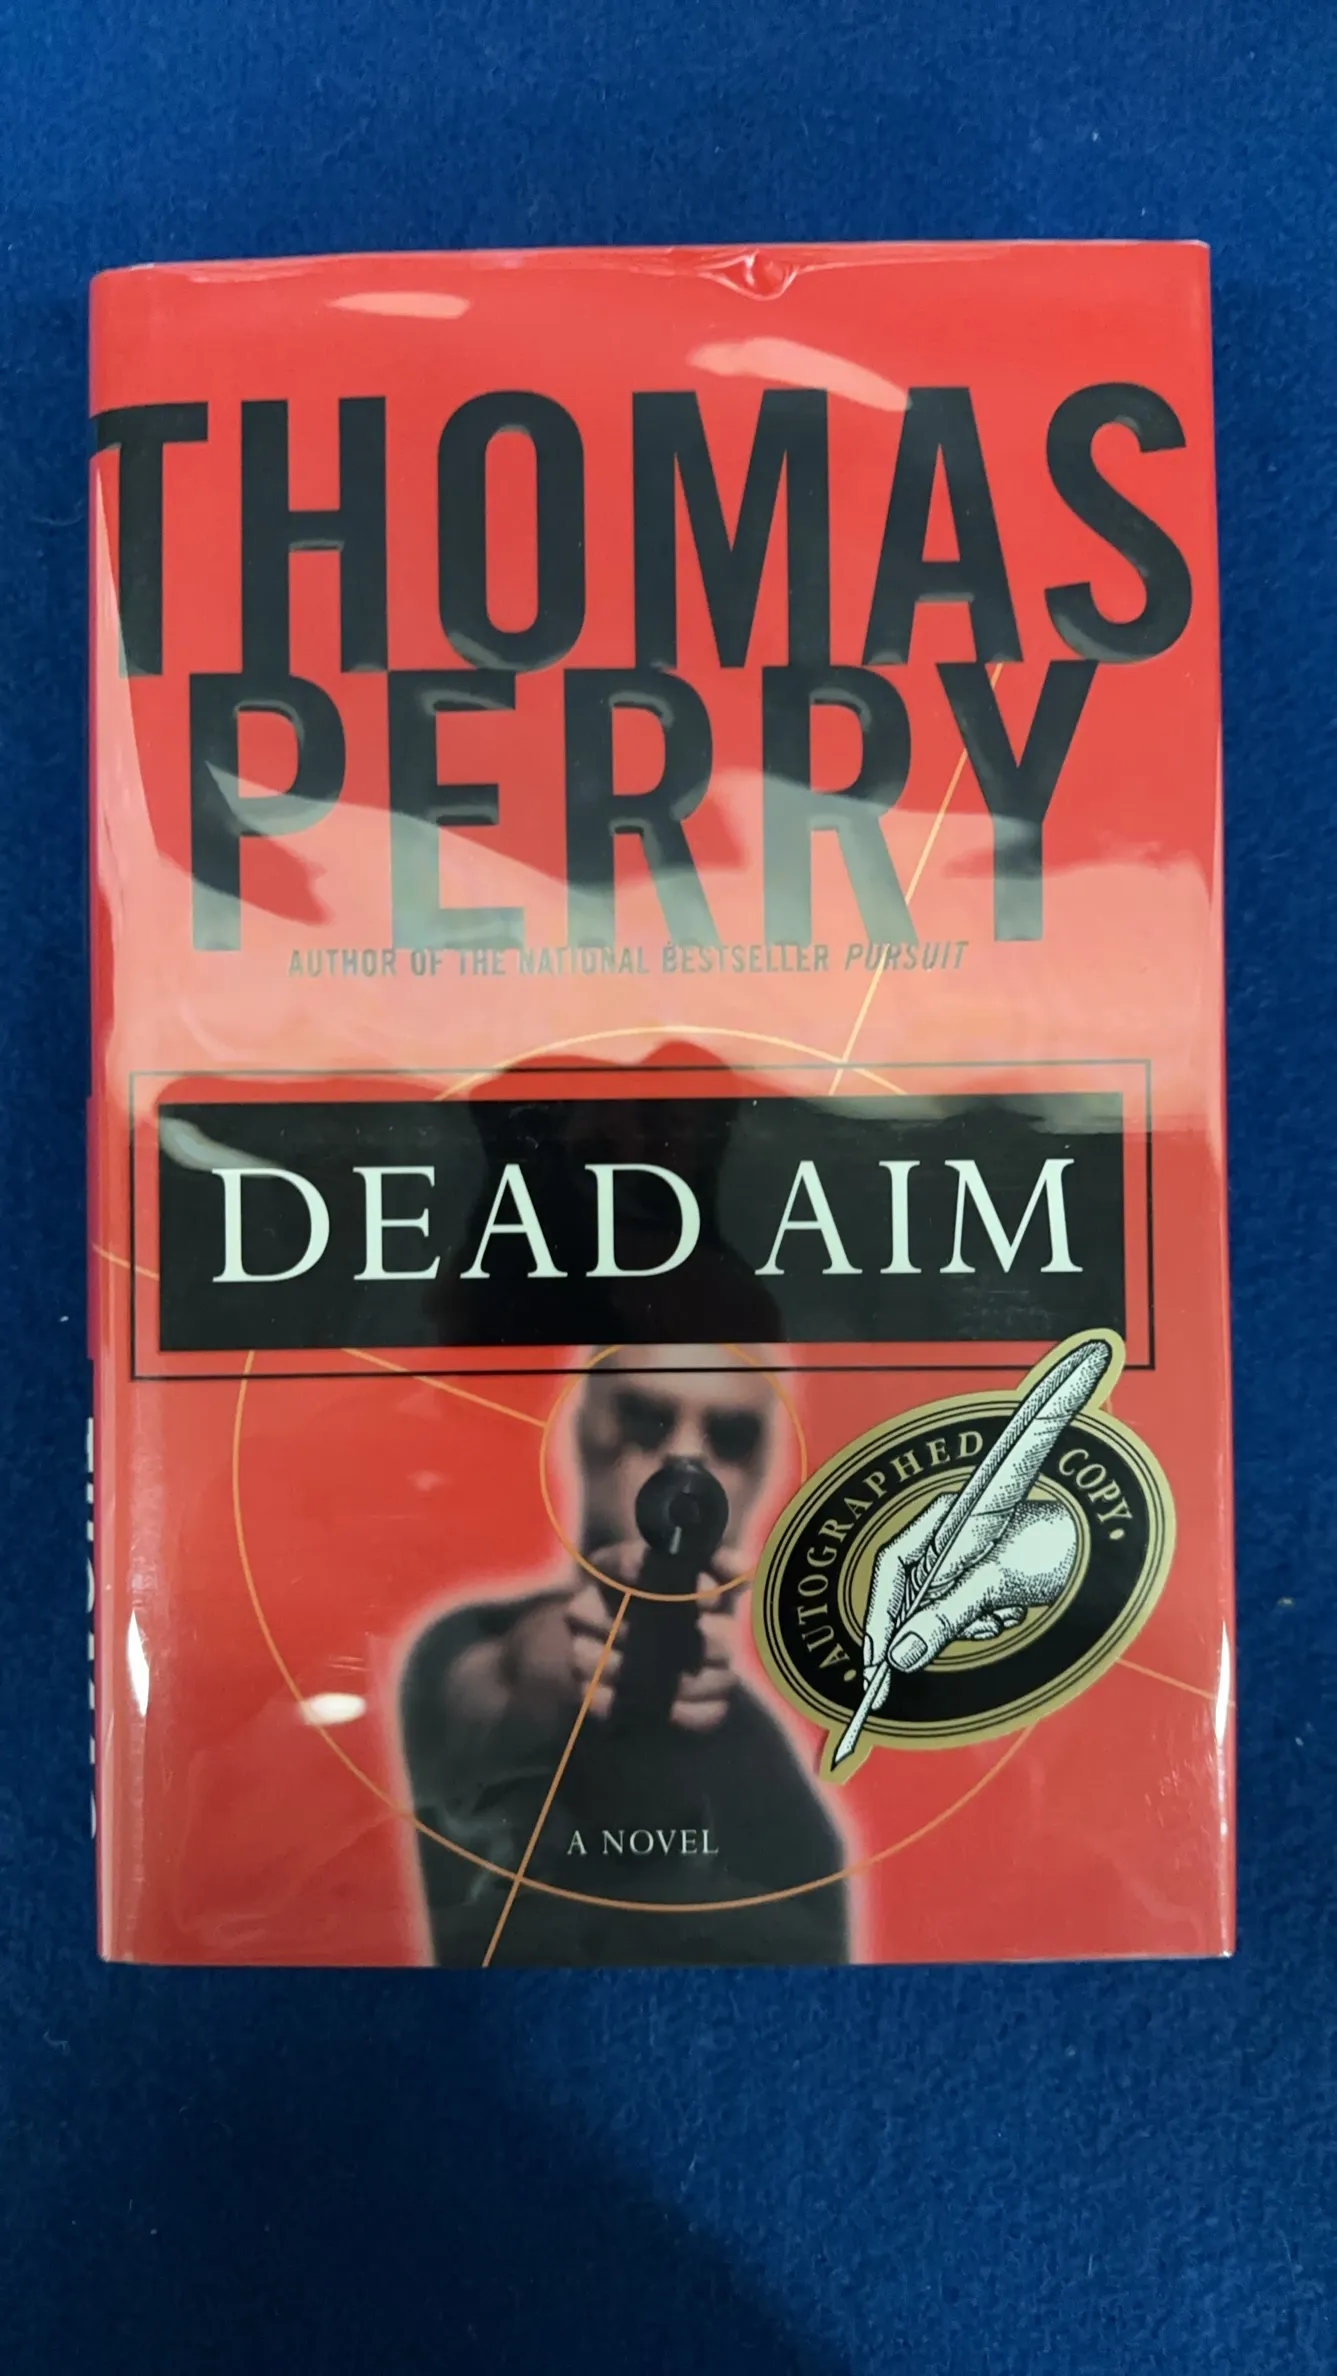 THOMAS
PERRY
AUTHOR OF THE NATIONAL BESTSELLER PURSUIT
DEAD AIM
•AUTOGRAPHED COPY•
A NOVEL